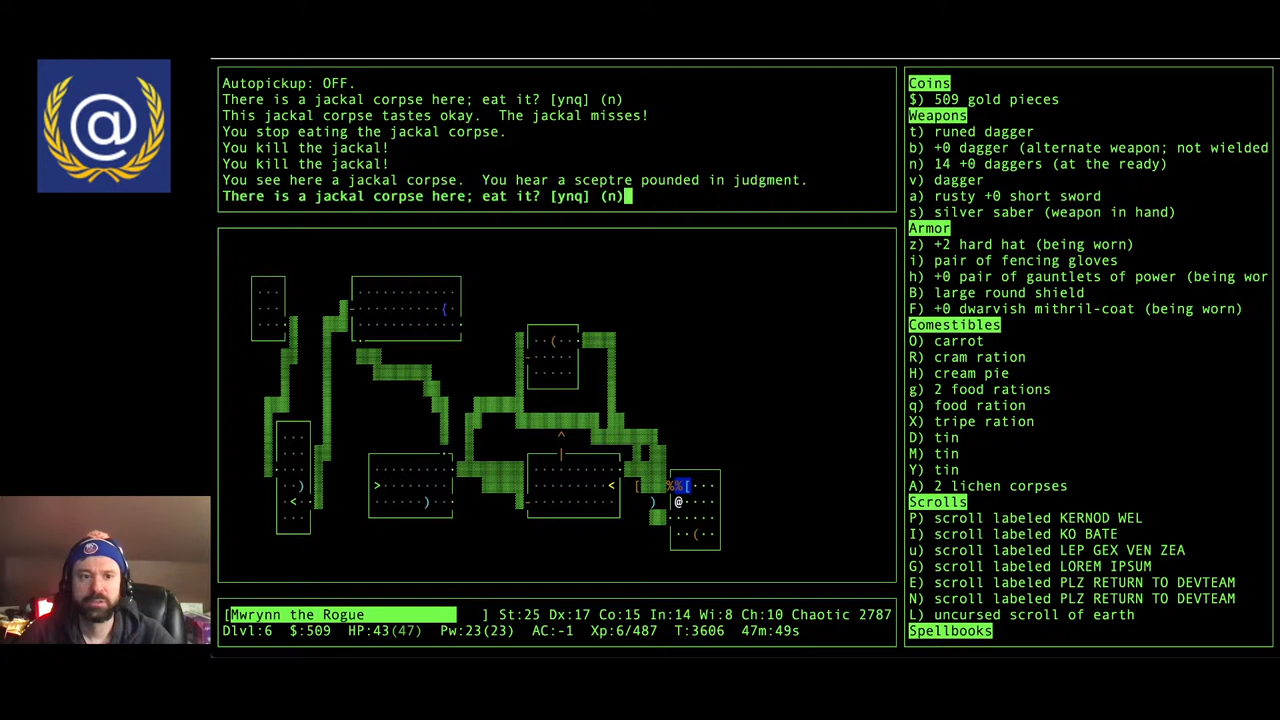 @
Autopickup: OFF.
There is a jackal corpse here; eat it? [ynq] (n)
This jackal corpse tastes okay.  The jackal misses!
You stop eating the jackal corpse.
You kill the jackal!
You kill the jackal!
You see here a jackal corpse.  You hear a sceptre pounded in judgment.
There is a jackal corpse here; eat it? [ynq] (n)
[Mwrynn the Rogue ] St:25 Dx:17 Co:15 In:14 Wi:8 Ch:10 Chaotic 2787
Dlvl:6 $:509 HP:43(47) Pw:23(23) AC:-1 Xp:6/487 T:3606 47m:49s
Coins
$) 509 gold pieces
Weapons
t) runed dagger
b) +0 dagger (alternate weapon; not wielded
n) 14 +0 daggers (at the ready)
v) dagger
a) rusty +0 short sword
s) silver saber (weapon in hand)
Armor
z) +2 hard hat (being worn)
i) pair of fencing gloves
h) +0 pair of gauntlets of power (being wor
B) large round shield
F) +0 dwarvish mithril-coat (being worn)
Comestibles
O) carrot
R) cram ration
H) cream pie
g) 2 food rations
q) food ration
X) tripe ration
D) tin
M) tin
Y) tin
A) 2 lichen corpses
Scrolls
P) scroll labeled KERNOD WEL
I) scroll labeled KO BATE
u) scroll labeled LEP GEX VEN ZEA
G) scroll labeled LOREM IPSUM
E) scroll labeled PLZ RETURN TO DEVTEAM
N) scroll labeled PLZ RETURN TO DEVTEAM
L) uncursed scroll of earth
Spellbooks